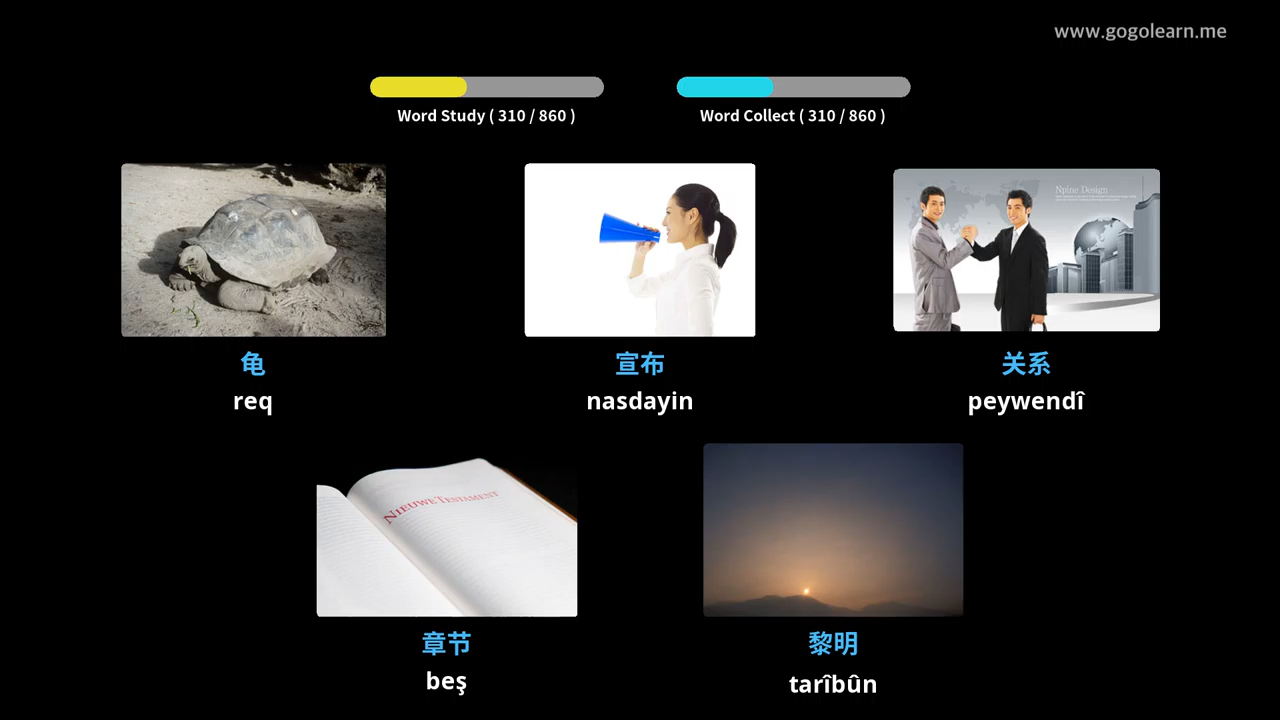 www.gogolearn.me
Word Study ( 310 / 860 )
Word Collect ( 310 / 860 )
Npine Design
龟
req
宣布
nasdayin
关系
peywendî
NIEUWE TESTAMENT
章节
beş
黎明
tarîbûn